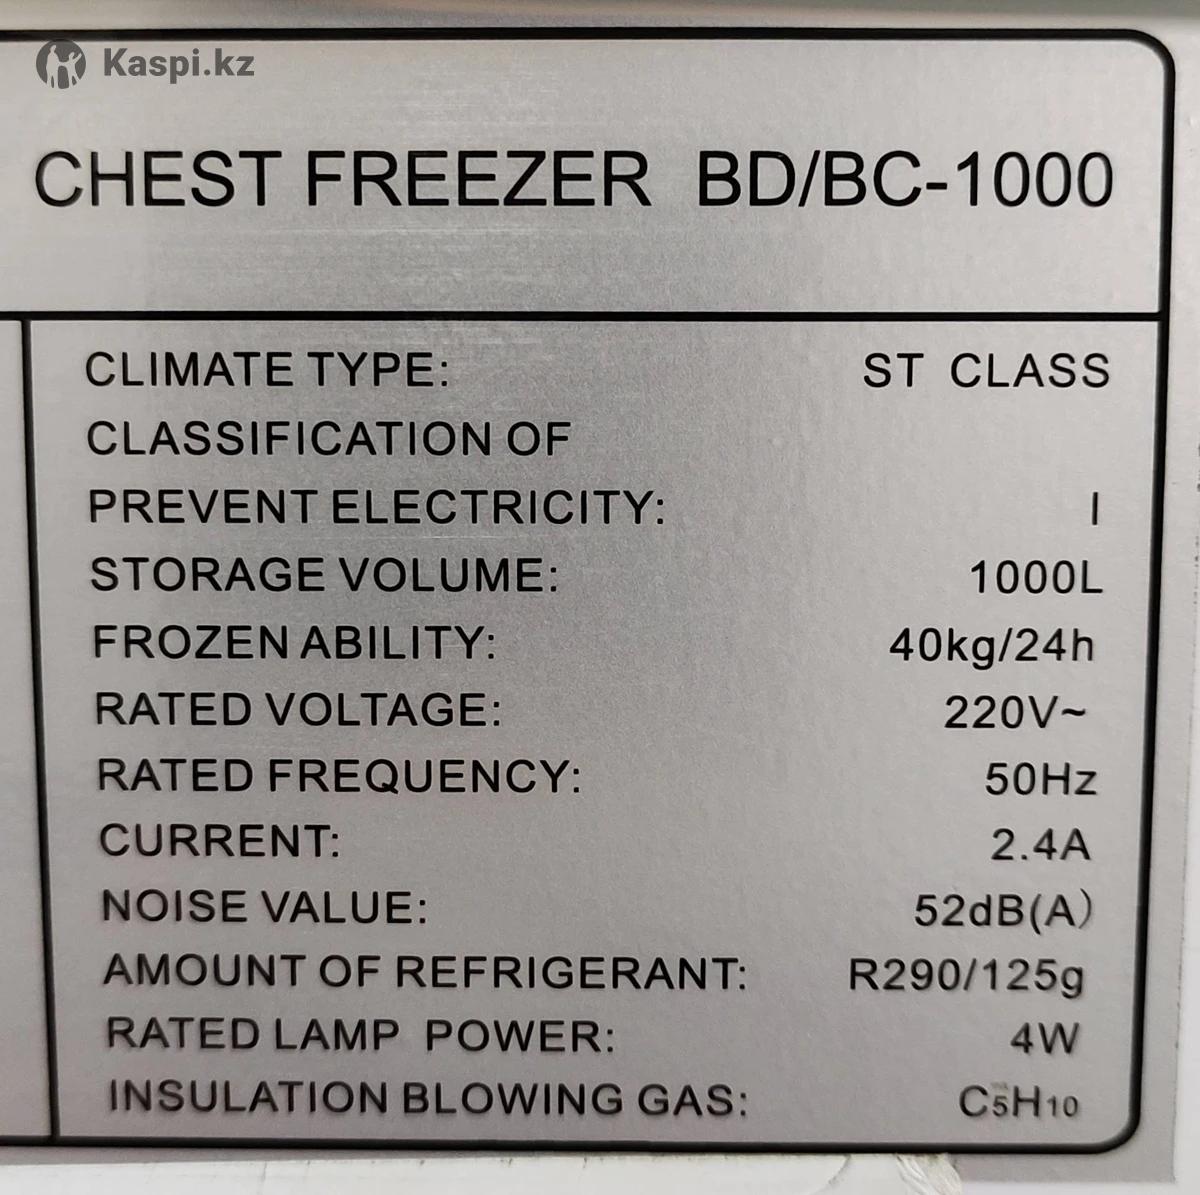 Kaspi.kz
CHEST FREEZER BD/BC-1000
CLIMATE TYPE: ST CLASS
CLASSIFICATION OF
PREVENT ELECTRICITY: I
STORAGE VOLUME: 1000L
FROZEN ABILITY: 40kg/24h
RATED VOLTAGE: 220V~
RATED FREQUENCY: 50Hz
CURRENT: 2.4A
NOISE VALUE: 52dB(A)
AMOUNT OF REFRIGERANT: R290/125g
RATED LAMP POWER: 4W
INSULATION BLOWING GAS: C5H10